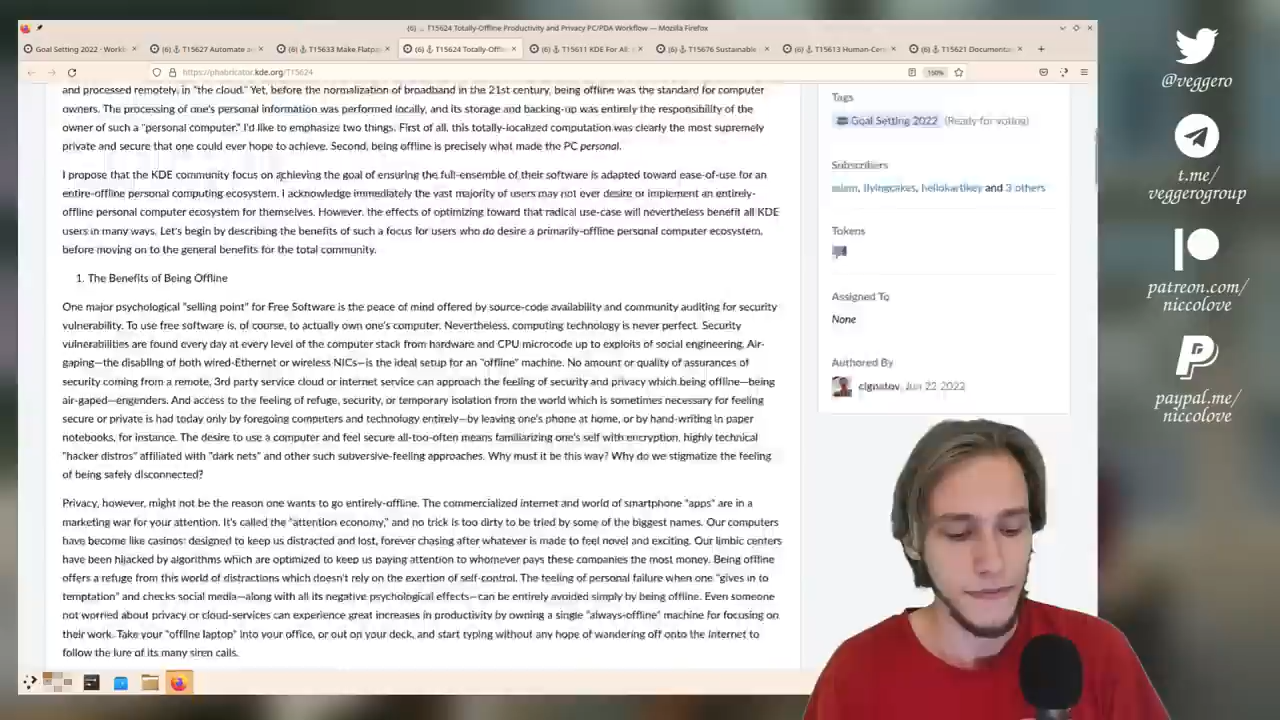 (6) ⚓ T15624 Totally-Offline Productivity and Privacy PC/PDA Workflow — Mozilla Firefox
Goal Setting 2022 - Workb
(6) ⚓ T15627 Automate a
(6) ⚓ T15633 Make Flatpa
(6) ⚓ T15624 Totally-Offlin
(6) ⚓ T15611 KDE For All:
(6) ⚓ T15676 Sustainable
(6) ⚓ T15613 Human-Cen
(6) ⚓ T15621 Documenta
https://phabricator.kde.org/T15624
150%
and processed remotely, in "the cloud." Yet, before the normalization of broadband in the 21st century, being offline was the standard for computer
owners. The processing of one's personal information was performed locally, and its storage and backing-up was entirely the responsibility of the
owner of such a "personal computer." I'd like to emphasize two things. First of all, this totally-localized computation was clearly the most supremely
private and secure that one could ever hope to achieve. Second, being offline is precisely what made the PC personal.
I propose that the KDE community focus on achieving the goal of ensuring the full-ensemble of their software is adapted toward ease-of-use for an
entire-offline personal computing ecosystem. I acknowledge immediately the vast majority of users may not ever desire or implement an entirely-
offline personal computer ecosystem for themselves. However, the effects of optimizing toward that radical use-case will nevertheless benefit all KDE
users in many ways. Let's begin by describing the benefits of such a focus for users who do desire a primarily-offline personal computer ecosystem,
before moving on to the general benefits for the total community.
1. The Benefits of Being Offline
One major psychological "selling point" for Free Software is the peace of mind offered by source-code availability and community auditing for security
vulnerability. To use free software is, of course, to actually own one's computer. Nevertheless, computing technology is never perfect. Security
vulnerabilities are found every day at every level of the computer stack from hardware and CPU microcode up to exploits of social engineering. Air-
gaping—the disabling of both wired-Ethernet or wireless NICs—is the ideal setup for an "offline" machine. No amount or quality of assurances of
security coming from a remote, 3rd party service cloud or internet service can approach the feeling of security and privacy which being offline—being
air-gaped—engenders. And access to the feeling of refuge, security, or temporary isolation from the world which is sometimes necessary for feeling
secure or private is had today only by foregoing computers and technology entirely—by leaving one's phone at home, or by hand-writing in paper
notebooks, for instance. The desire to use a computer and feel secure all-too-often means familiarizing one's self with encryption, highly technical
"hacker distros" affiliated with "dark nets" and other such subversive-feeling approaches. Why must it be this way? Why do we stigmatize the feeling
of being safely disconnected?
Privacy, however, might not be the reason one wants to go entirely-offline. The commercialized internet and world of smartphone "apps" are in a
marketing war for your attention. It's called the "attention economy," and no trick is too dirty to be tried by some of the biggest names. Our computers
have become like casinos: designed to keep us distracted and lost, forever chasing after whatever is made to feel novel and exciting. Our limbic centers
have been hijacked by algorithms which are optimized to keep us paying attention to whomever pays these companies the most money. Being offline
offers a refuge from this world of distractions which doesn't rely on the exertion of self-control. The feeling of personal failure when one "gives in to
temptation" and checks social media—along with all its negative psychological effects—can be entirely avoided simply by being offline. Even someone
not worried about privacy or cloud-services can experience great increases in productivity by owning a single "always-offline" machine for focusing on
their work. Take your "offline laptop" into your office, or out on your deck, and start typing without any hope of wandering off onto the internet to
follow the lure of its many siren calls.
Tags
Goal Setting 2022 (Ready for voting)
Subscribers
hellokartikey and 3 others
Tokens
Assigned To
None
Authored By
cignatov, Jun 22 2022
@veggero
t.me/
veggerogroup
patreon.com/
niccolove
paypal.me/
niccolove